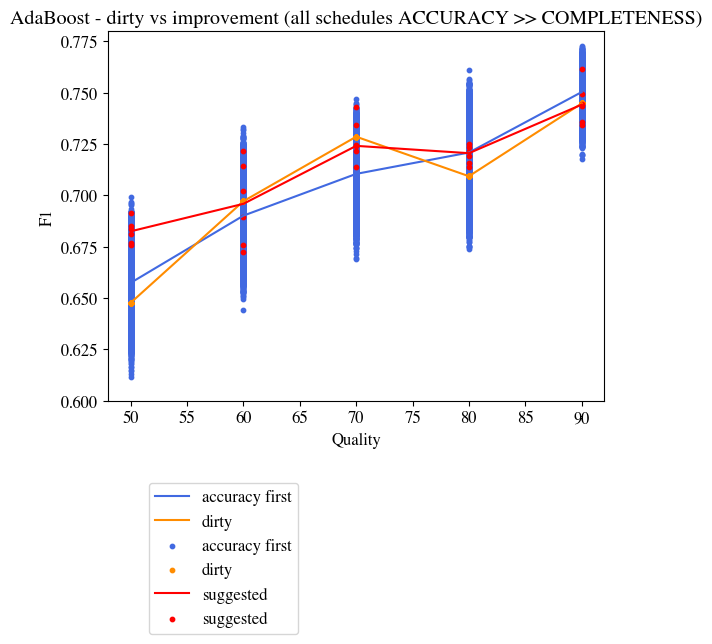 AdaBoost - dirty vs improvement (all schedules ACCURACY >> COMPLETENESS)
0.775
0.750
0.725
0.700
0.675
0.650
0.625
0.600
F1
50 55 60 65 70 75 80 85 90
Quality
accuracy first
dirty
accuracy first
dirty
suggested
suggested